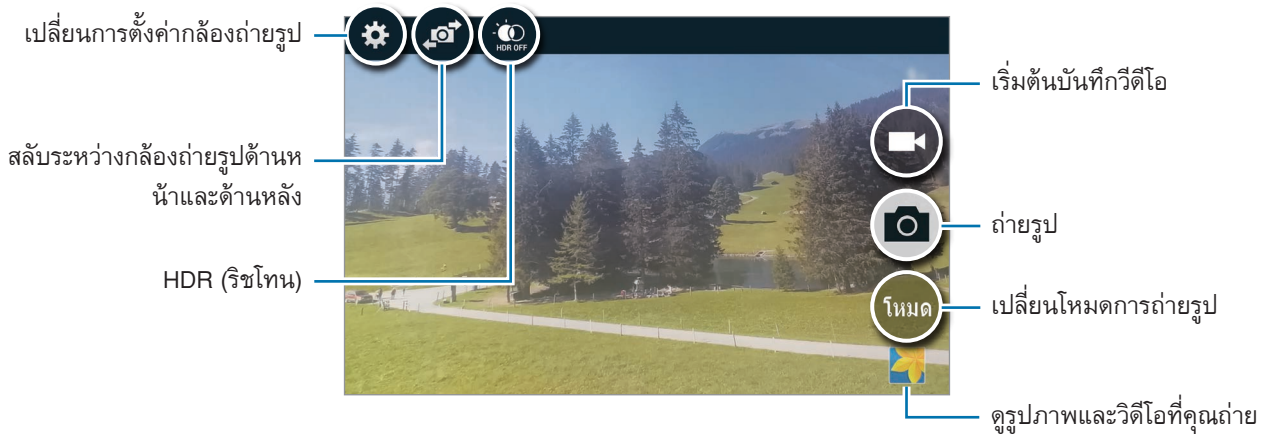 เปลี่ยนการตั้งค่ากล้องถ่ายรูป
สลับระหว่างกล้องถ่ายรูปด้านห
น้าและด้านหลัง
HDR (ริชโทน)
HDR OFF
เริ่มต้นบันทึกวีดีโอ
ถ่ายรูป
โหมด
เปลี่ยนโหมดการถ่ายรูป
ดูรูปภาพและวิดีโอที่คุณถ่าย